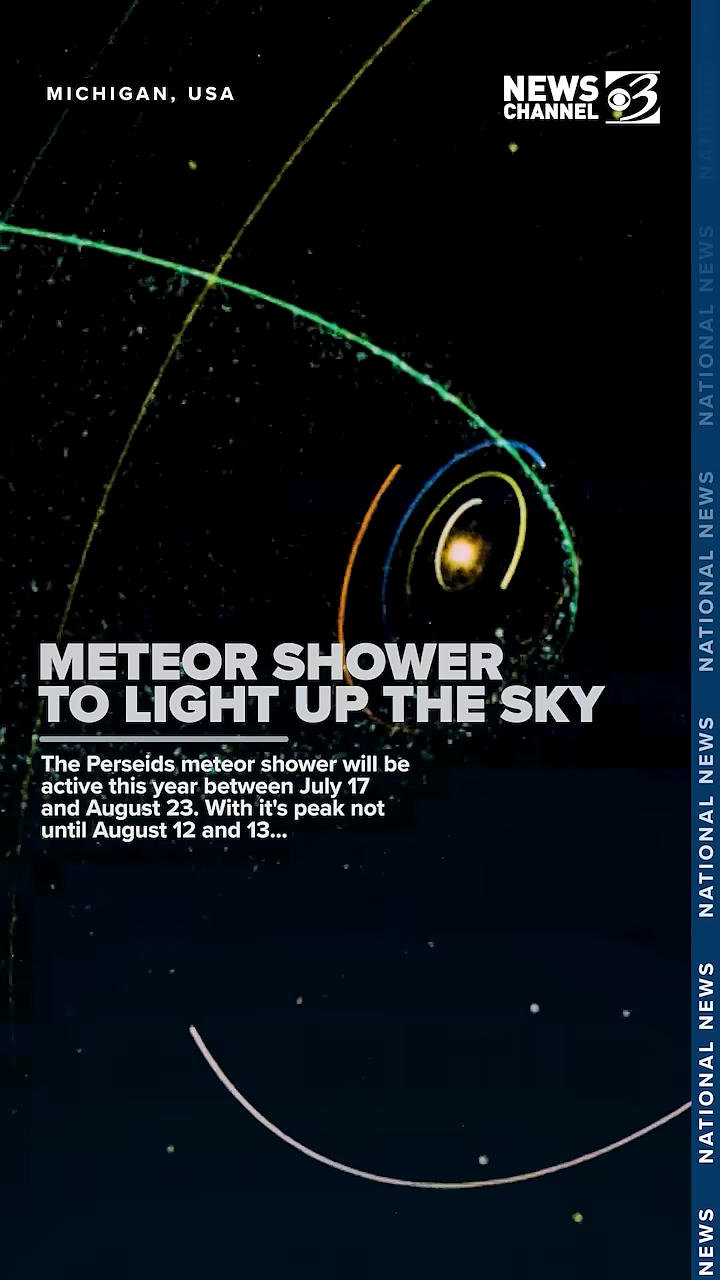 MICHIGAN, USA
NEWS
CHANNEL 3
METEOR SHOWER
TO LIGHT UP THE SKY
The Perseids meteor shower will be
active this year between July 17
and August 23. With it's peak not
until August 12 and 13...
NATIONAL NEWS
NATIONAL NEWS
NATIONAL NEWS
NATIONAL NEWS
NEWS